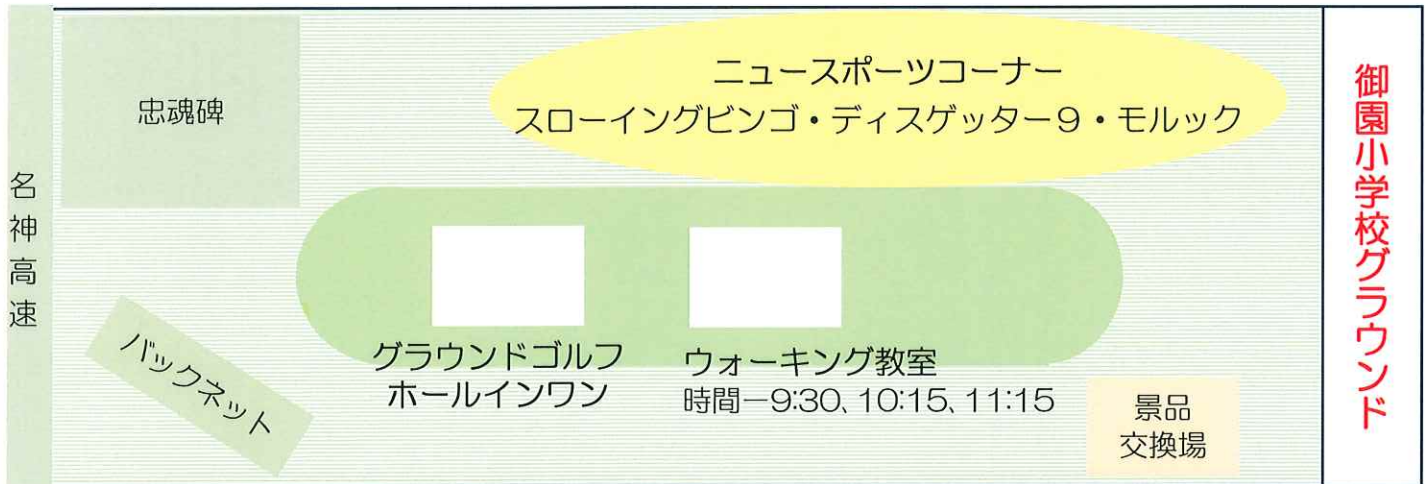 名神高速
忠魂碑
ニュースポーツコーナー
スローイングビンゴ・ディスゲッター9・モルック
バックネット
グラウンドゴルフ
ホールインワン
ウォーキング教室
時間ー9:30、10:15、11:15
景品
交換場
御園小学校グラウンド